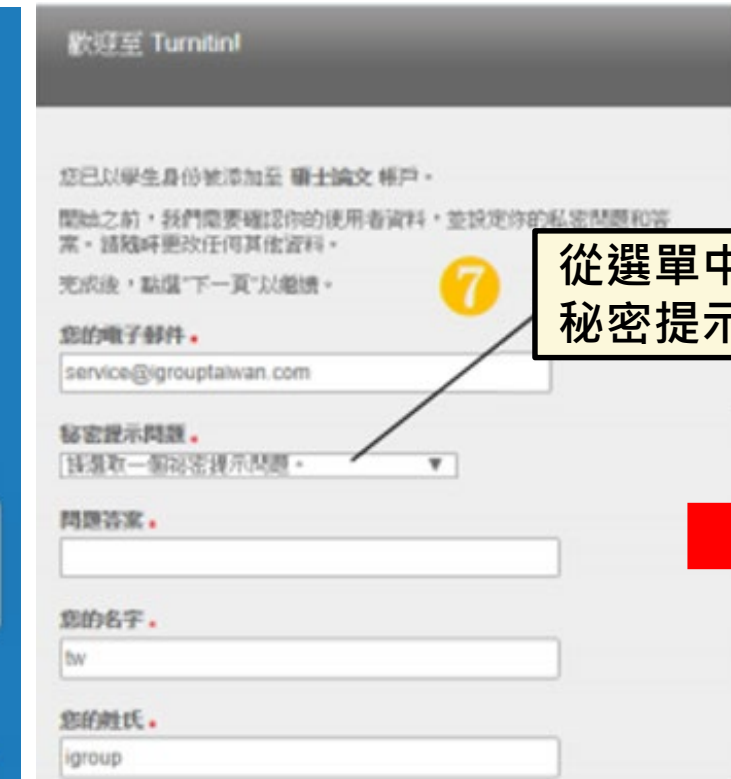 歡迎至 Turnitin!
您已以學生身份被添加至 碩士論文 帳戶。
開始之前，我們需要確認你的使用者資料，並設定你的私密問題和答
案。請隨時更改任何其他資料。
完成後，點選"下一頁"以繼續。
7
從選單中
秘密提示
您的電子郵件
service@igrouptaiwan.com
秘密提示問題
請選取一個秘密提示問題。
問題答案
您的名字
tw
您的姓氏
igroup